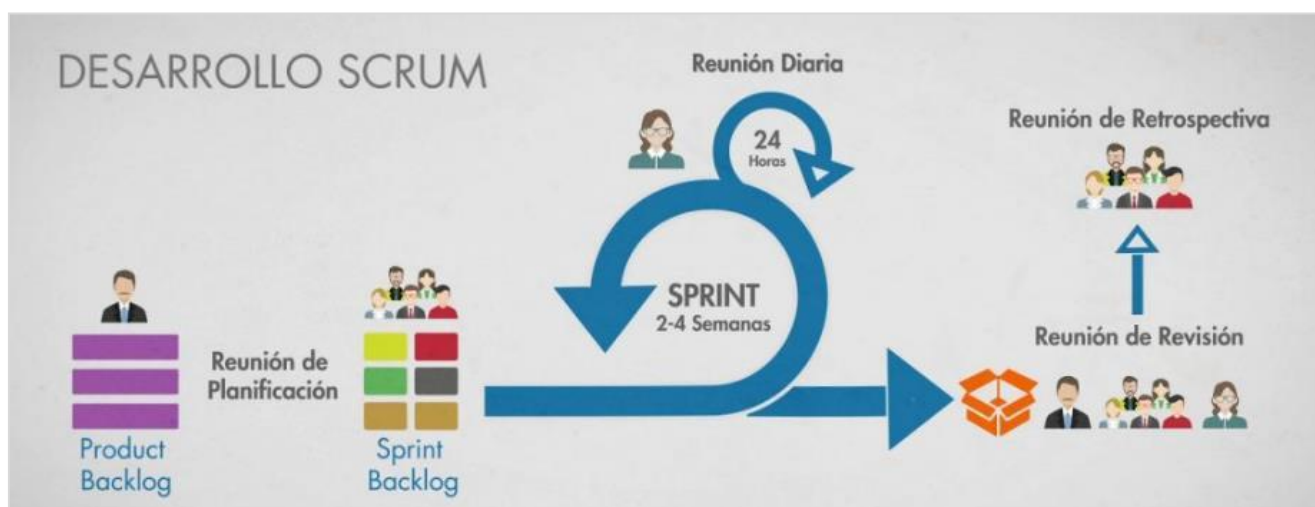 DESARROLLO SCRUM
Reunión Diaria
24
Horas
Reunión de Retrospectiva
SPRINT
2-4 Semanas
Reunión de Revisión
Reunión de
Planificación
Product
Backlog
Sprint
Backlog